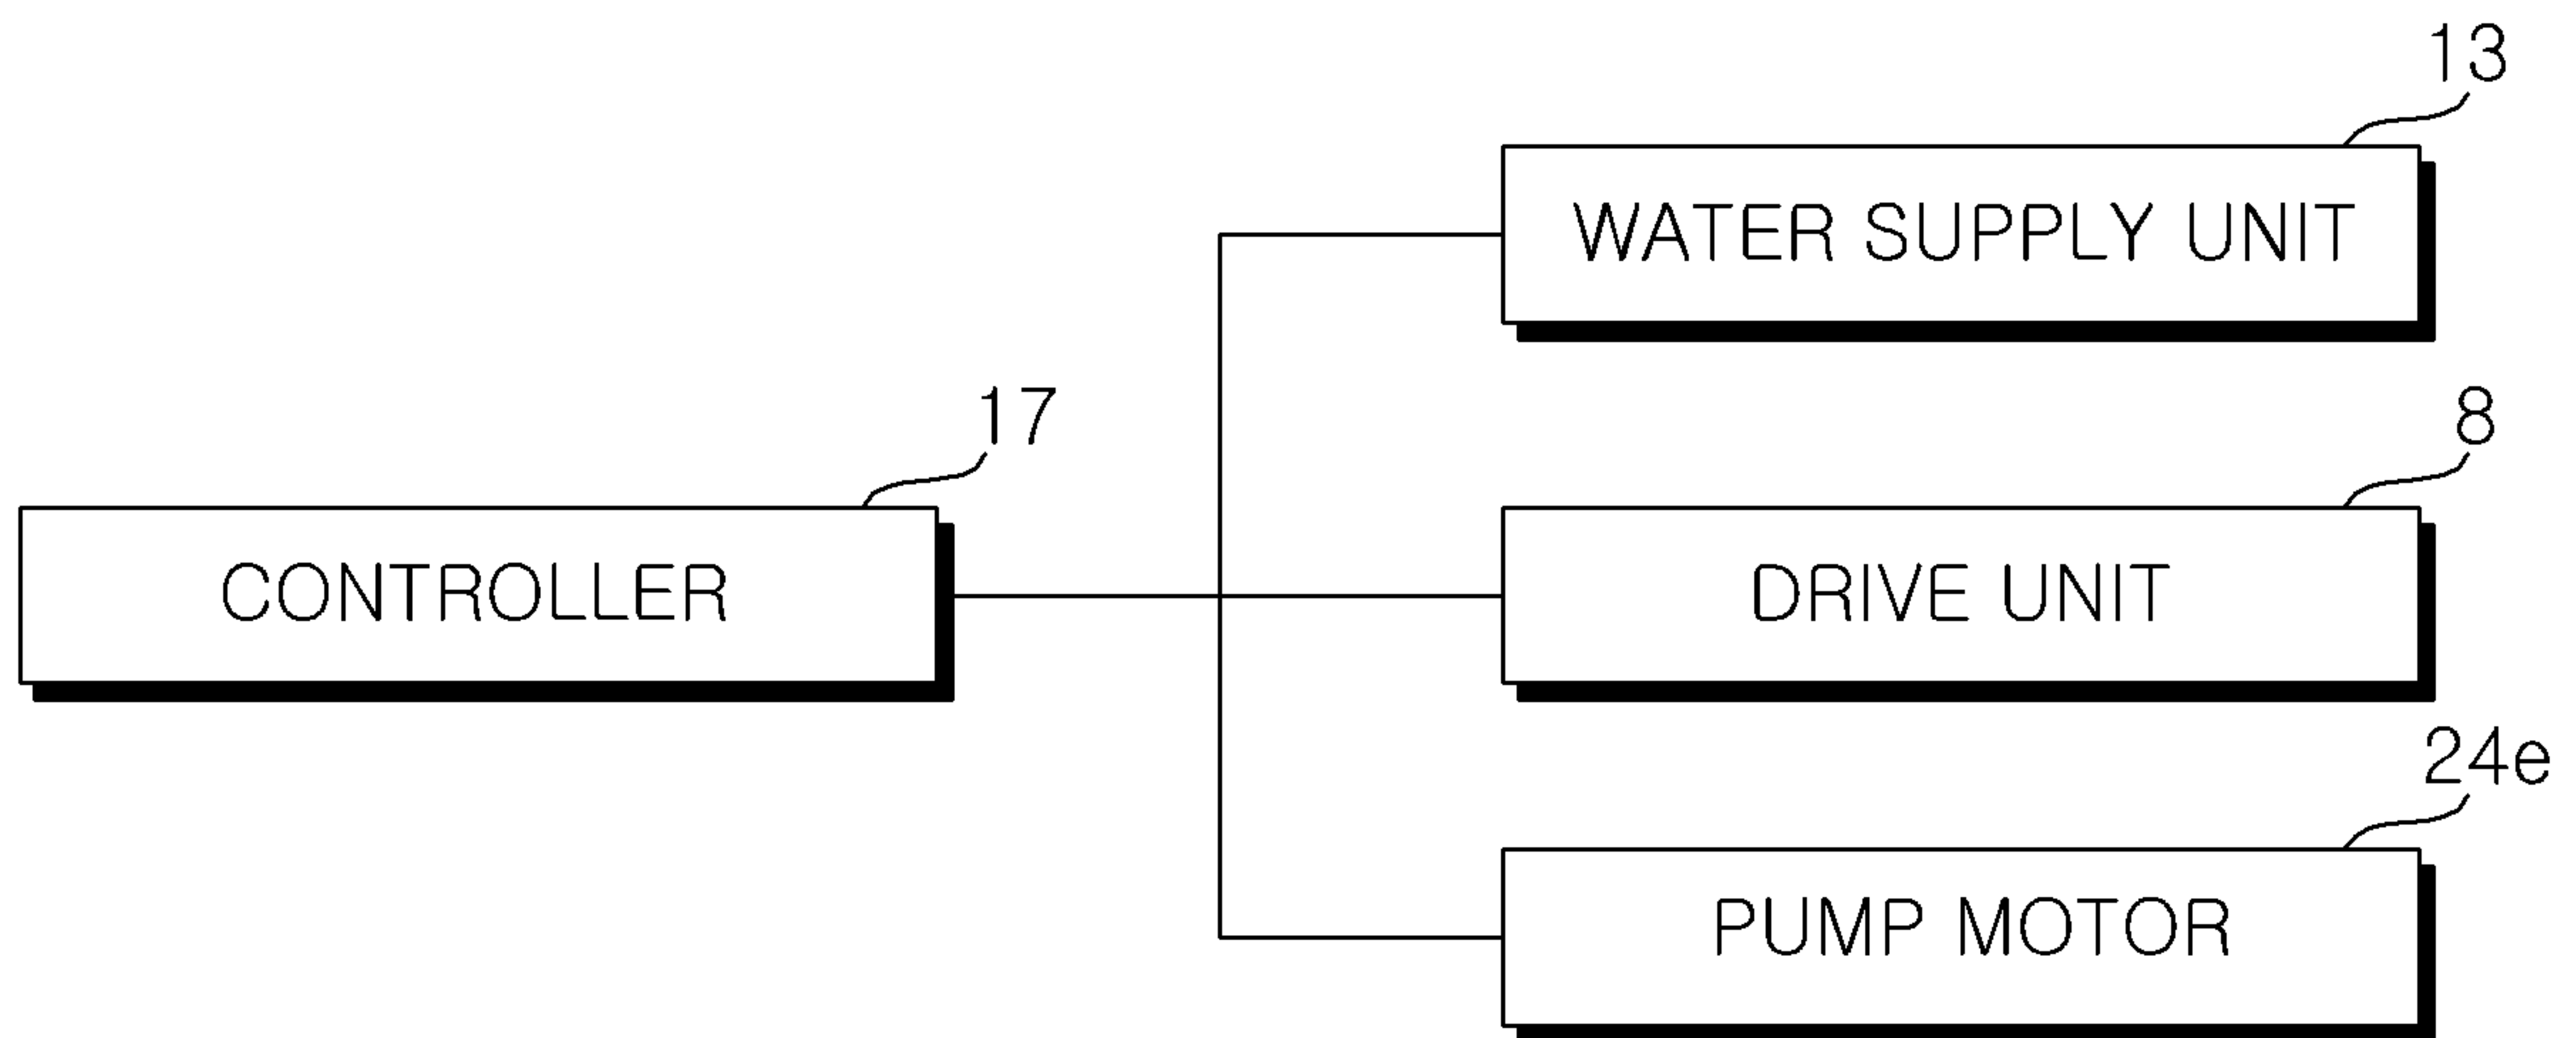 13
WATER SUPPLY UNIT
17
8
CONTROLLER
DRIVE UNIT
24e
PUMP MOTOR